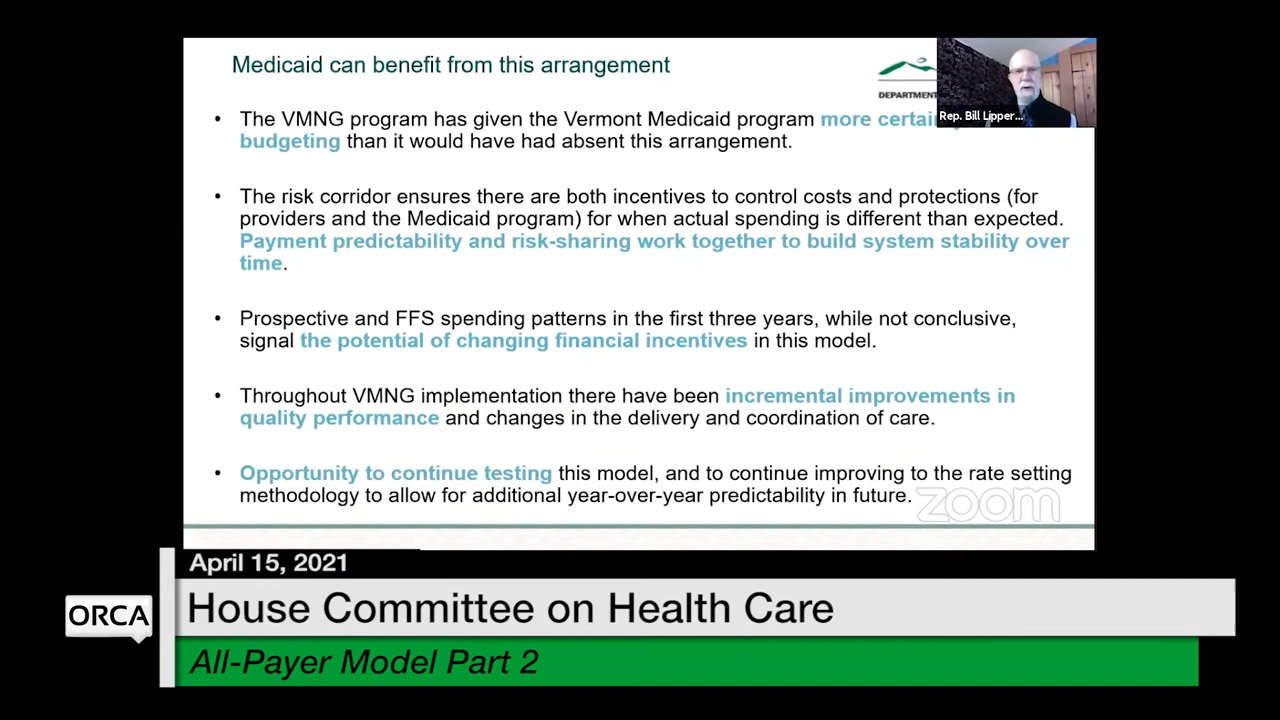 Medicaid can benefit from this arrangement
DEPARTMENT
Rep. Bill Lipper...
• The VMNG program has given the Vermont Medicaid program more certain
budgeting than it would have had absent this arrangement.
• The risk corridor ensures there are both incentives to control costs and protections (for
providers and the Medicaid program) for when actual spending is different than expected.
Payment predictability and risk-sharing work together to build system stability over
time.
• Prospective and FFS spending patterns in the first three years, while not conclusive,
signal the potential of changing financial incentives in this model.
• Throughout VMNG implementation there have been incremental improvements in
quality performance and changes in the delivery and coordination of care.
• Opportunity to continue testing this model, and to continue improving to the rate setting
methodology to allow for additional year-over-year predictability in future.
zoom
April 15, 2021
ORCA
House Committee on Health Care
All-Payer Model Part 2